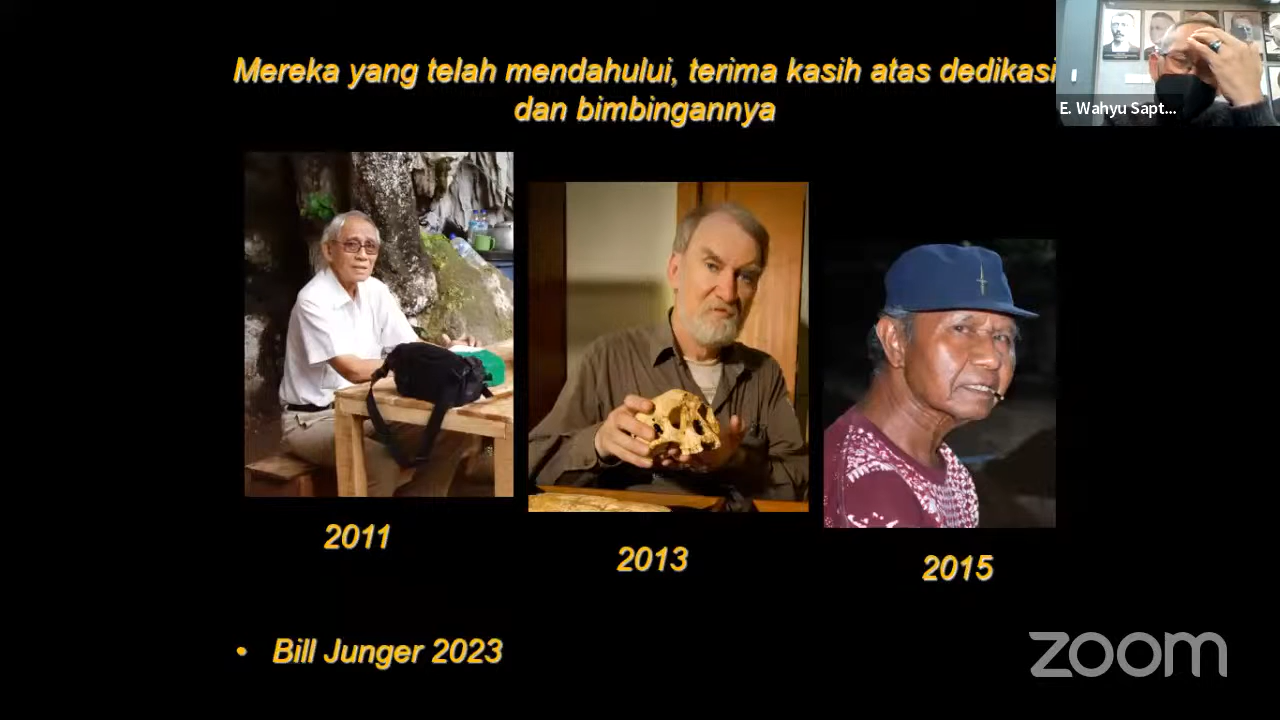 Mereka yang telah mendahului, terima kasih atas dedikasi
dan bimbingannya
E. Wahyu Sapt...
2011
2013
2015
• Bill Junger 2023
zoom